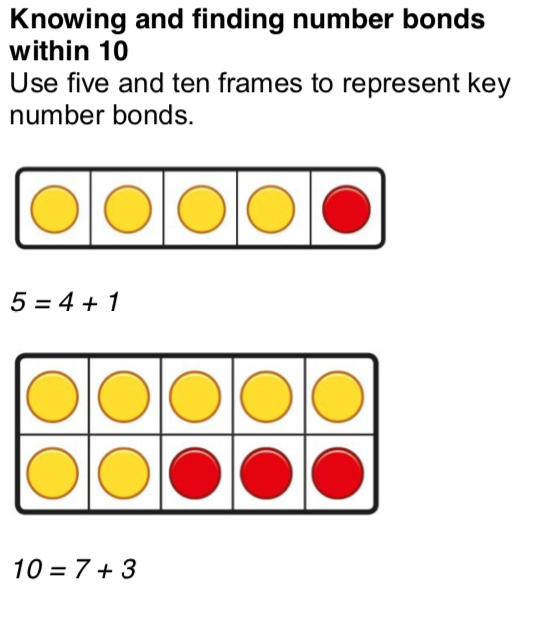 Knowing and finding number bonds
within 10
Use five and ten frames to represent key
number bonds.
5 = 4 + 1
10 = 7 + 3